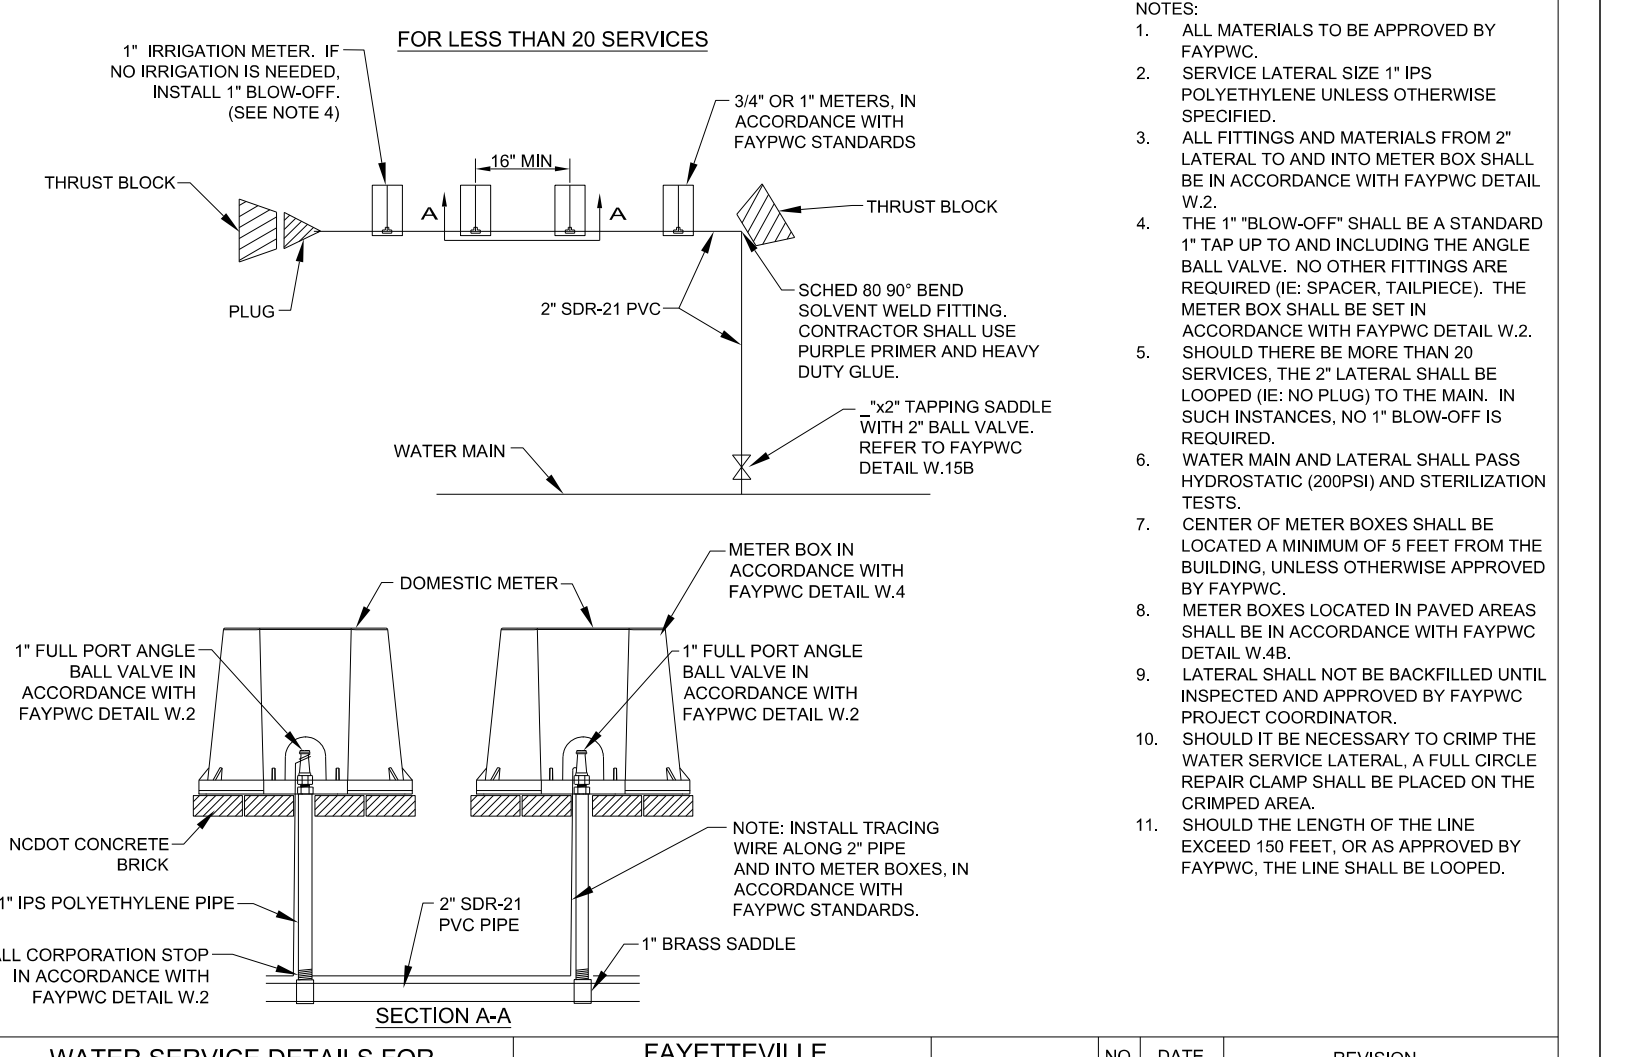 FOR LESS THAN 20 SERVICES
1" IRRIGATION METER. IF
NO IRRIGATION IS NEEDED,
INSTALL 1" BLOW-OFF.
(SEE NOTE 4)
3/4" OR 1" METERS, IN
ACCORDANCE WITH
FAYPWC STANDARDS
16" MIN
THRUST BLOCK
A
A
THRUST BLOCK
PLUG
2" SDR-21 PVC
SCHED 80 90° BEND
SOLVENT WELD FITTING.
CONTRACTOR SHALL USE
PURPLE PRIMER AND HEAVY
DUTY GLUE.
_"x2" TAPPING SADDLE
WITH 2" BALL VALVE.
REFER TO FAYPWC
DETAIL W.15B
WATER MAIN
METER BOX IN
ACCORDANCE WITH
FAYPWC DETAIL W.4
DOMESTIC METER
1" FULL PORT ANGLE
BALL VALVE IN
ACCORDANCE WITH
FAYPWC DETAIL W.2
1" FULL PORT ANGLE
BALL VALVE IN
ACCORDANCE WITH
FAYPWC DETAIL W.2
NCDOT CONCRETE
BRICK
NOTE: INSTALL TRACING
WIRE ALONG 2" PIPE
AND INTO METER BOXES, IN
ACCORDANCE WITH
FAYPWC STANDARDS.
1" IPS POLYETHYLENE PIPE
2" SDR-21
PVC PIPE
1" BRASS SADDLE
CORPORATION STOP
IN ACCORDANCE WITH
FAYPWC DETAIL W.2
SECTION A-A
NOTES:
1. ALL MATERIALS TO BE APPROVED BY
FAYPWC.
2. SERVICE LATERAL SIZE 1" IPS
POLYETHYLENE UNLESS OTHERWISE
SPECIFIED.
3. ALL FITTINGS AND MATERIALS FROM 2"
LATERAL TO AND INTO METER BOX SHALL
BE IN ACCORDANCE WITH FAYPWC DETAIL
W.2.
4. THE 1" "BLOW-OFF" SHALL BE A STANDARD
1" TAP UP TO AND INCLUDING THE ANGLE
BALL VALVE. NO OTHER FITTINGS ARE
REQUIRED (IE: SPACER, TAILPIECE). THE
METER BOX SHALL BE SET IN
ACCORDANCE WITH FAYPWC DETAIL W.2.
5. SHOULD THERE BE MORE THAN 20
SERVICES, THE 2" LATERAL SHALL BE
LOOPED (IE: NO PLUG) TO THE MAIN. IN
SUCH INSTANCES, NO 1" BLOW-OFF IS
REQUIRED.
6. WATER MAIN AND LATERAL SHALL PASS
HYDROSTATIC (200PSI) AND STERILIZATION
TESTS.
7. CENTER OF METER BOXES SHALL BE
LOCATED A MINIMUM OF 5 FEET FROM THE
BUILDING, UNLESS OTHERWISE APPROVED
BY FAYPWC.
8. METER BOXES LOCATED IN PAVED AREAS
SHALL BE IN ACCORDANCE WITH FAYPWC
DETAIL W.4B.
9. LATERAL SHALL NOT BE BACKFILLED UNTIL
INSPECTED AND APPROVED BY FAYPWC
PROJECT COORDINATOR.
10. SHOULD IT BE NECESSARY TO CRIMP THE
WATER SERVICE LATERAL, A FULL CIRCLE
REPAIR CLAMP SHALL BE PLACED ON THE
CRIMPED AREA.
11. SHOULD THE LENGTH OF THE LINE
EXCEED 150 FEET, OR AS APPROVED BY
FAYPWC, THE LINE SHALL BE LOOPED.
WATER SERVICE DETAILS FOR
FAYETTEVILLE
NO
DATE
REVISION